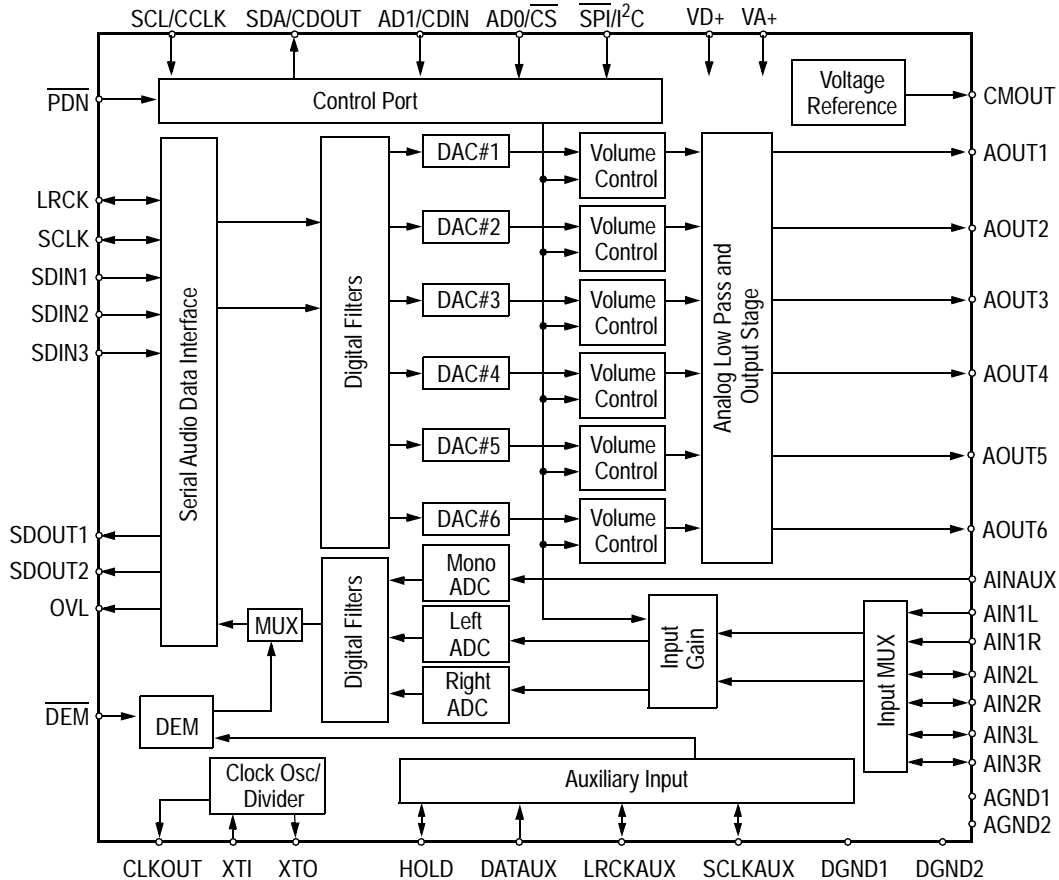 SCL/CCLK SDA/CDOUT AD1/CDIN AD0/CS SPI/I²C VD+ VA+
PDN
Control Port
Voltage
Reference
CMOUT
LRCK
SCLK
SDIN1
SDIN2
SDIN3
SDOUT1
SDOUT2
OVL
DEM
Serial Audio Data Interface
Digital Filters
DAC#1
Volume
Control
AOUT1
DAC#2
Volume
Control
AOUT2
DAC#3
Volume
Control
AOUT3
DAC#4
Volume
Control
AOUT4
DAC#5
Volume
Control
AOUT5
DAC#6
Volume
Control
AOUT6
Analog Low Pass and
Output Stage
Digital Filters
MUX
Mono
ADC
Left
ADC
Right
ADC
Input
Gain
Input MUX
AINAUX
AIN1L
AIN1R
AIN2L
AIN2R
AIN3L
AIN3R
AGND1
AGND2
DEM
Clock Osc/
Divider
Auxiliary Input
CLKOUT XTI XTO HOLD DATAUX LRCKAUX SCLKAUX DGND1 DGND2